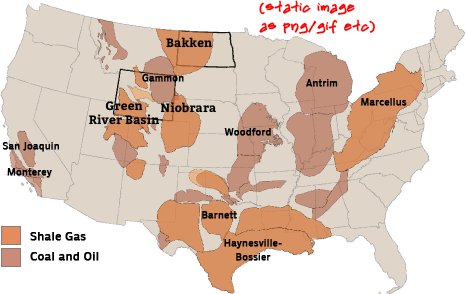 (static image
as png/gif etc)
Bakken
Gammon
Antrim
Green
River Basin
Niobrara
Marcellus
Woodford
San Joaquin
Monterey
Barnett
Haynesville-
Bossier
Shale Gas
Coal and Oil